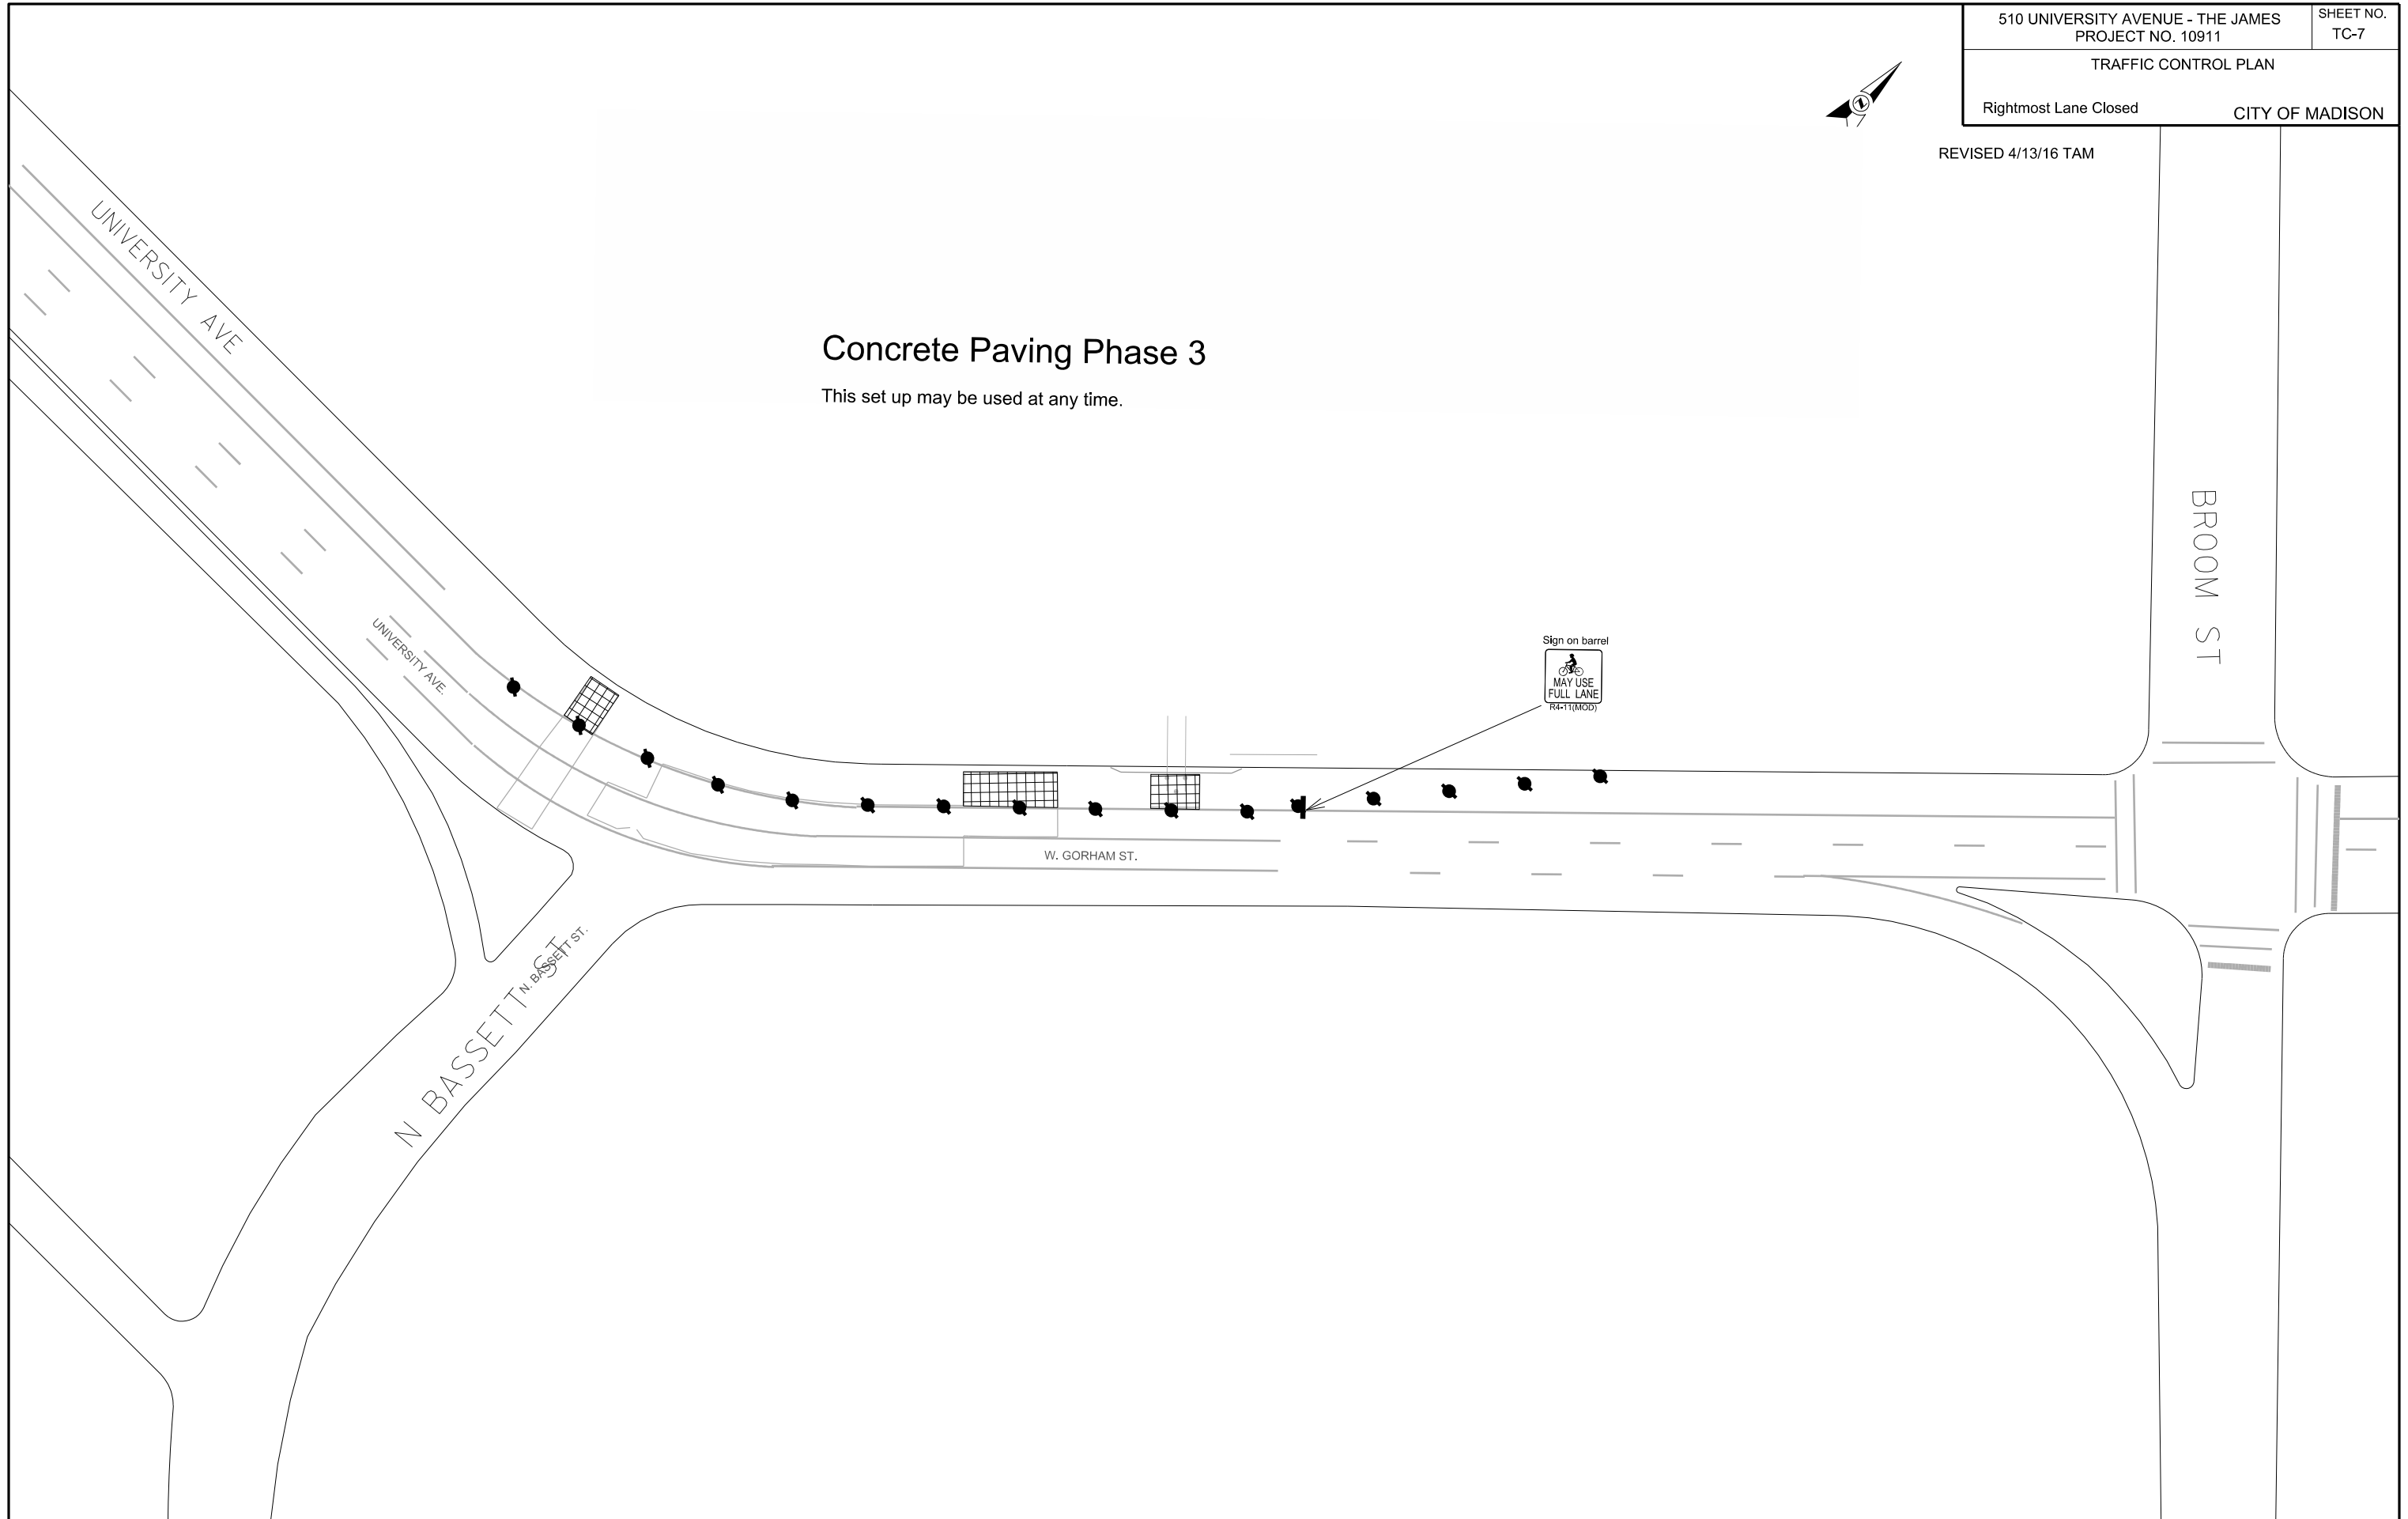 510 UNIVERSITY AVENUE - THE JAMES
PROJECT NO. 10911
SHEET NO.
TC-7
TRAFFIC CONTROL PLAN
Rightmost Lane Closed
CITY OF MADISON
REVISED 4/13/16 TAM
N
UNIVERSITY AVE
Concrete Paving Phase 3
This set up may be used at any time.
BROOM ST
UNIVERSITY AVE.
Sign on barrel
MAY USE
FULL LANE
R4-11(MOD)
W. GORHAM ST.
N BASSETT ST
N. BASSETT ST.